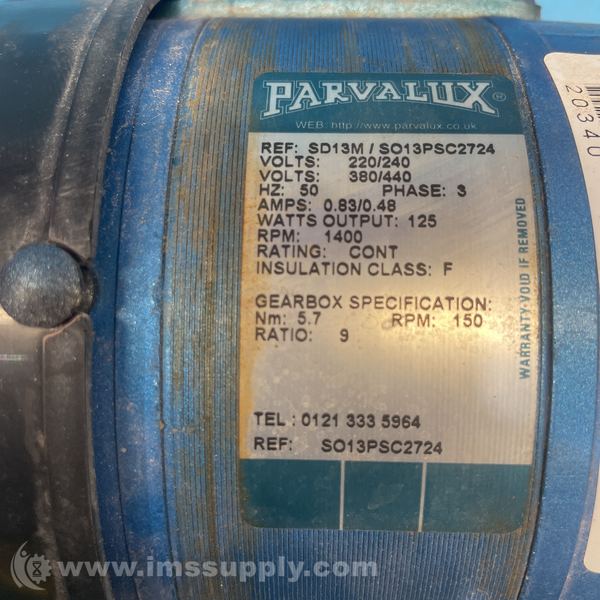 PARVALUX®
WEB: http://www.parvalux.co.uk
REF: SD13M / SO13PSC2724
VOLTS: 220/240
VOLTS: 380/440
HZ: 50 PHASE: 3
AMPS: 0.83/0.48
WATTS OUTPUT: 125
RPM: 1400
RATING: CONT
INSULATION CLASS: F
GEARBOX SPECIFICATION:
Nm: 5.7 RPM: 150
RATIO: 9
TEL : 0121 333 5964
REF: SO13PSC2724
WARRANTY VOID IF REMOVED
20340
www.imssupply.com